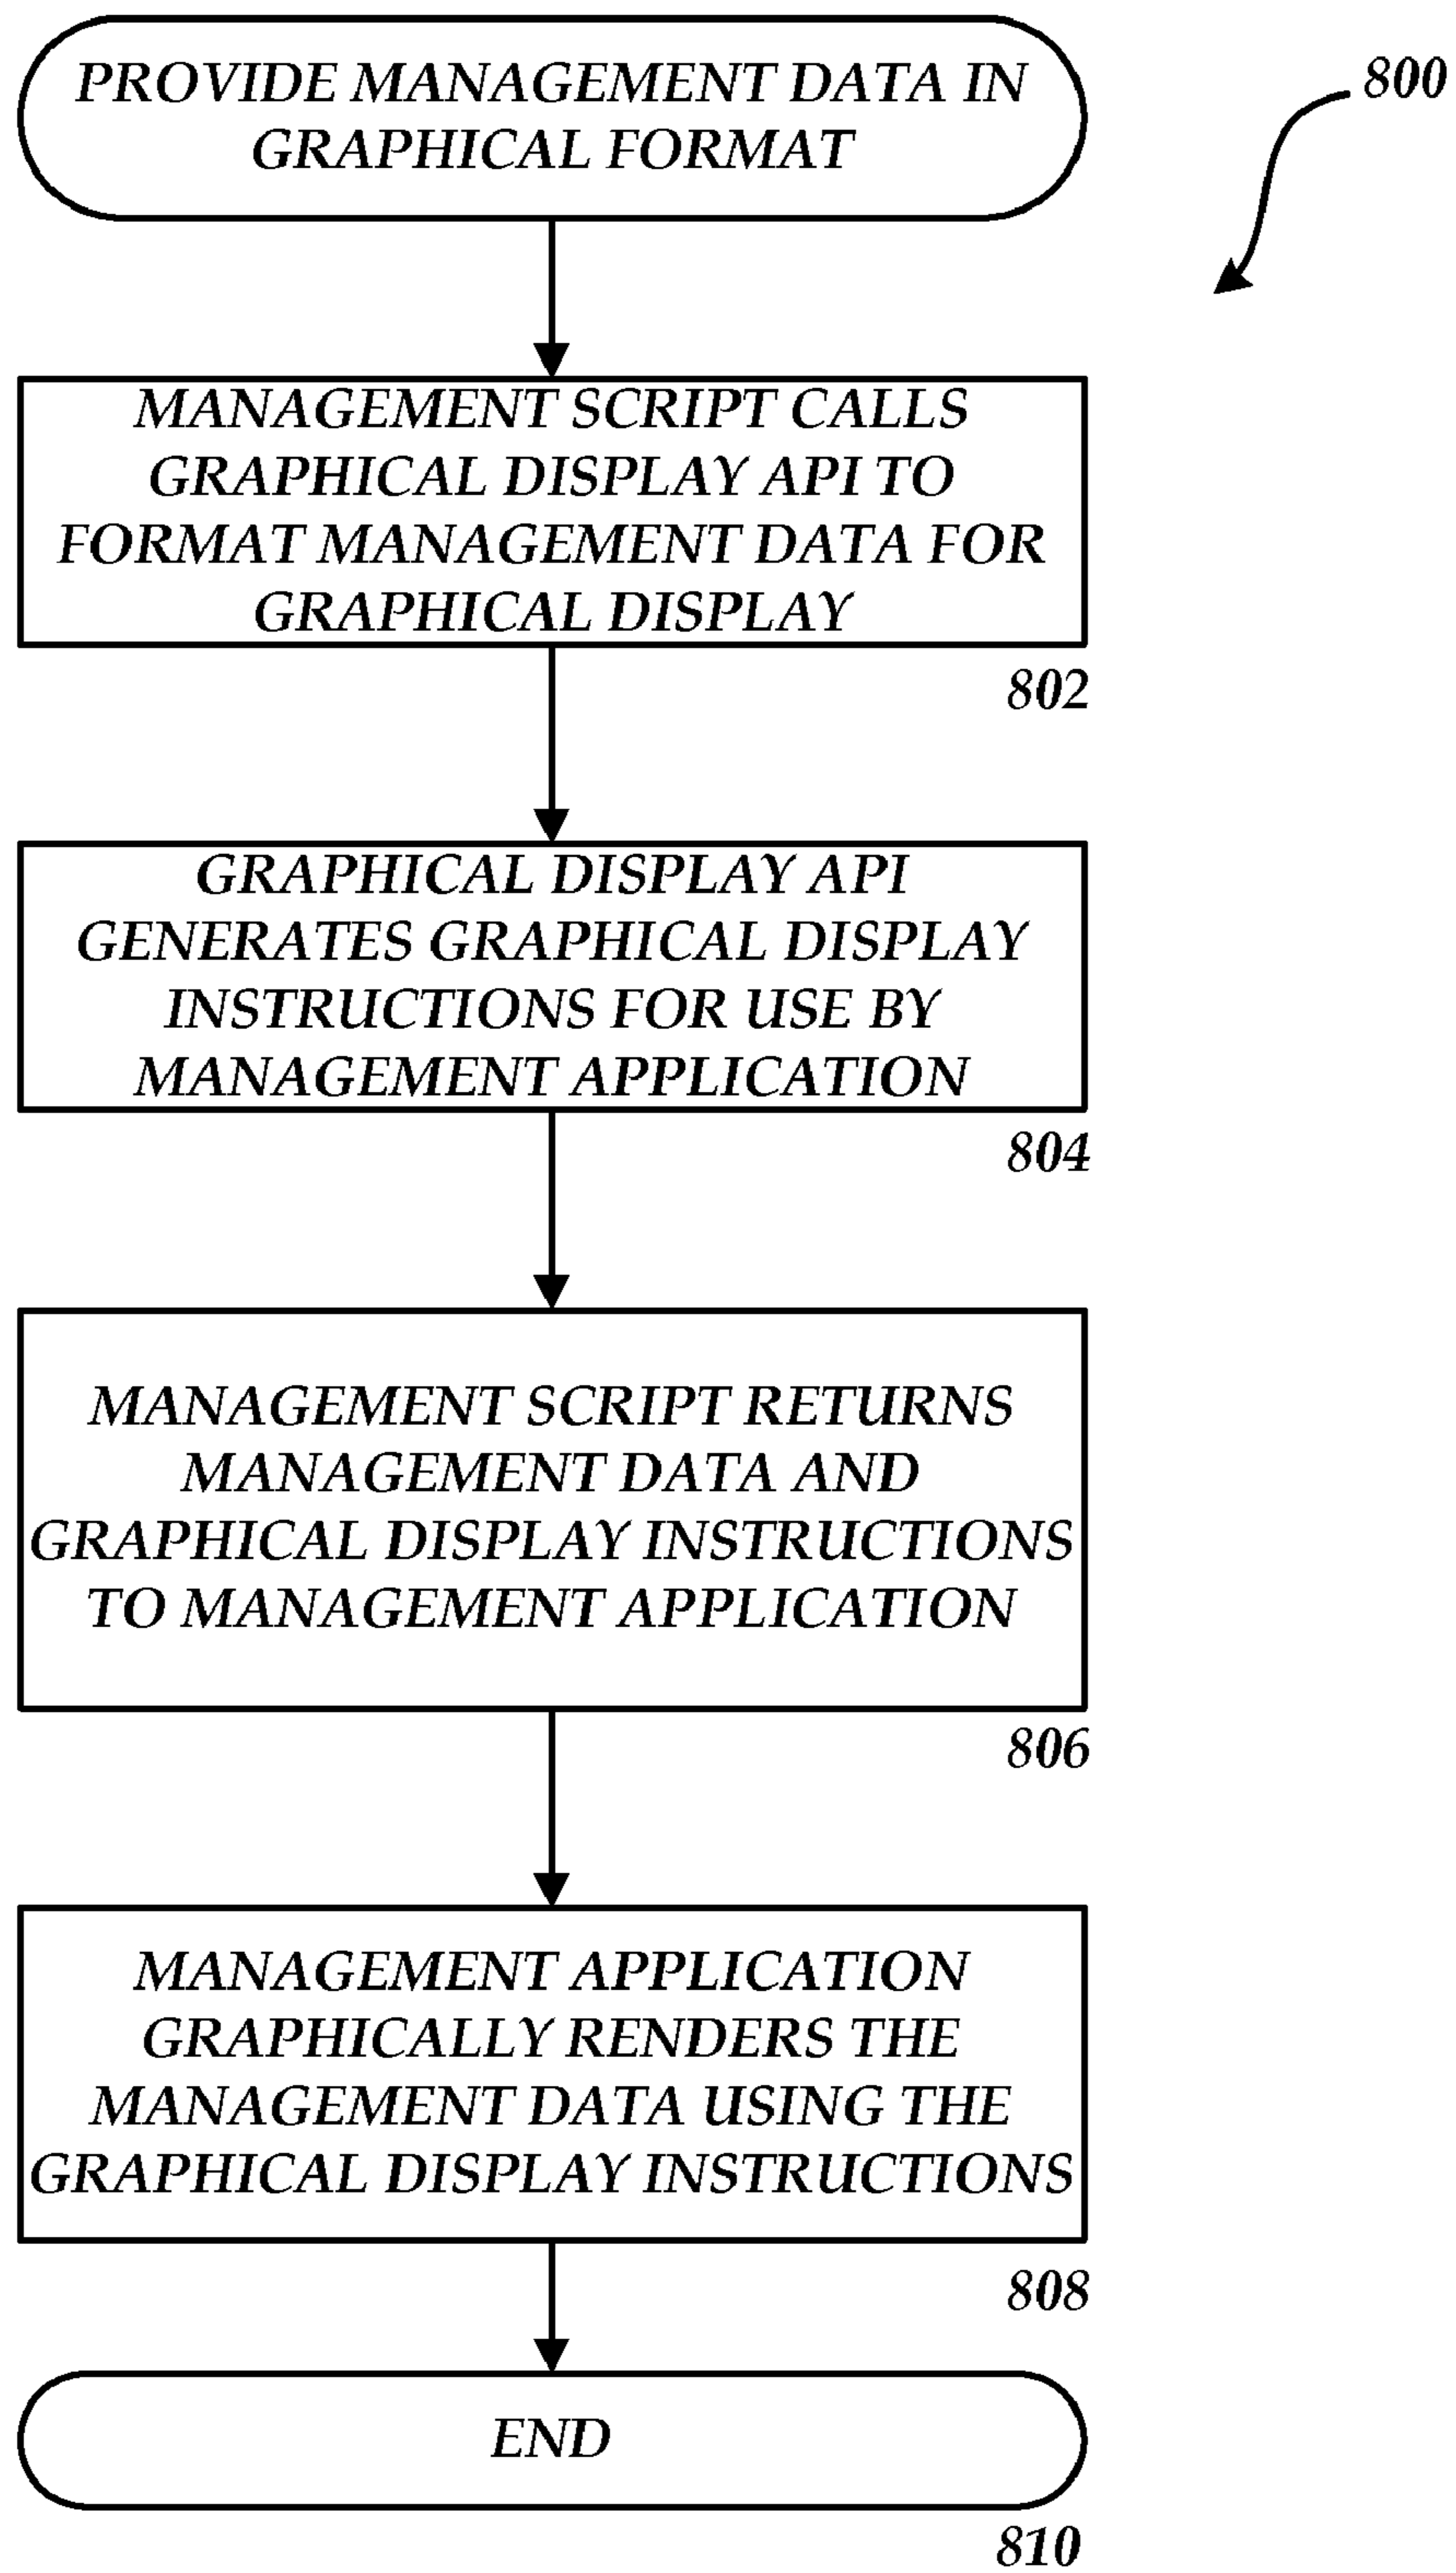 PROVIDE MANAGEMENT DATA IN
GRAPHICAL FORMAT
800
MANAGEMENT SCRIPT CALLS
GRAPHICAL DISPLAY API TO
FORMAT MANAGEMENT DATA FOR
GRAPHICAL DISPLAY
802
GRAPHICAL DISPLAY API
GENERATES GRAPHICAL DISPLAY
INSTRUCTIONS FOR USE BY
MANAGEMENT APPLICATION
804
MANAGEMENT SCRIPT RETURNS
MANAGEMENT DATA AND
GRAPHICAL DISPLAY INSTRUCTIONS
TO MANAGEMENT APPLICATION
806
MANAGEMENT APPLICATION
GRAPHICALLY RENDERS THE
MANAGEMENT DATA USING THE
GRAPHICAL DISPLAY INSTRUCTIONS
808
END
810